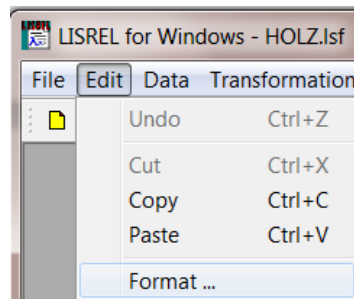 LISREL for Windows - HOLZ.lsf
File Edit Data Transformation
Undo Ctrl+Z
Cut Ctrl+X
Copy Ctrl+C
Paste Ctrl+V
Format ...